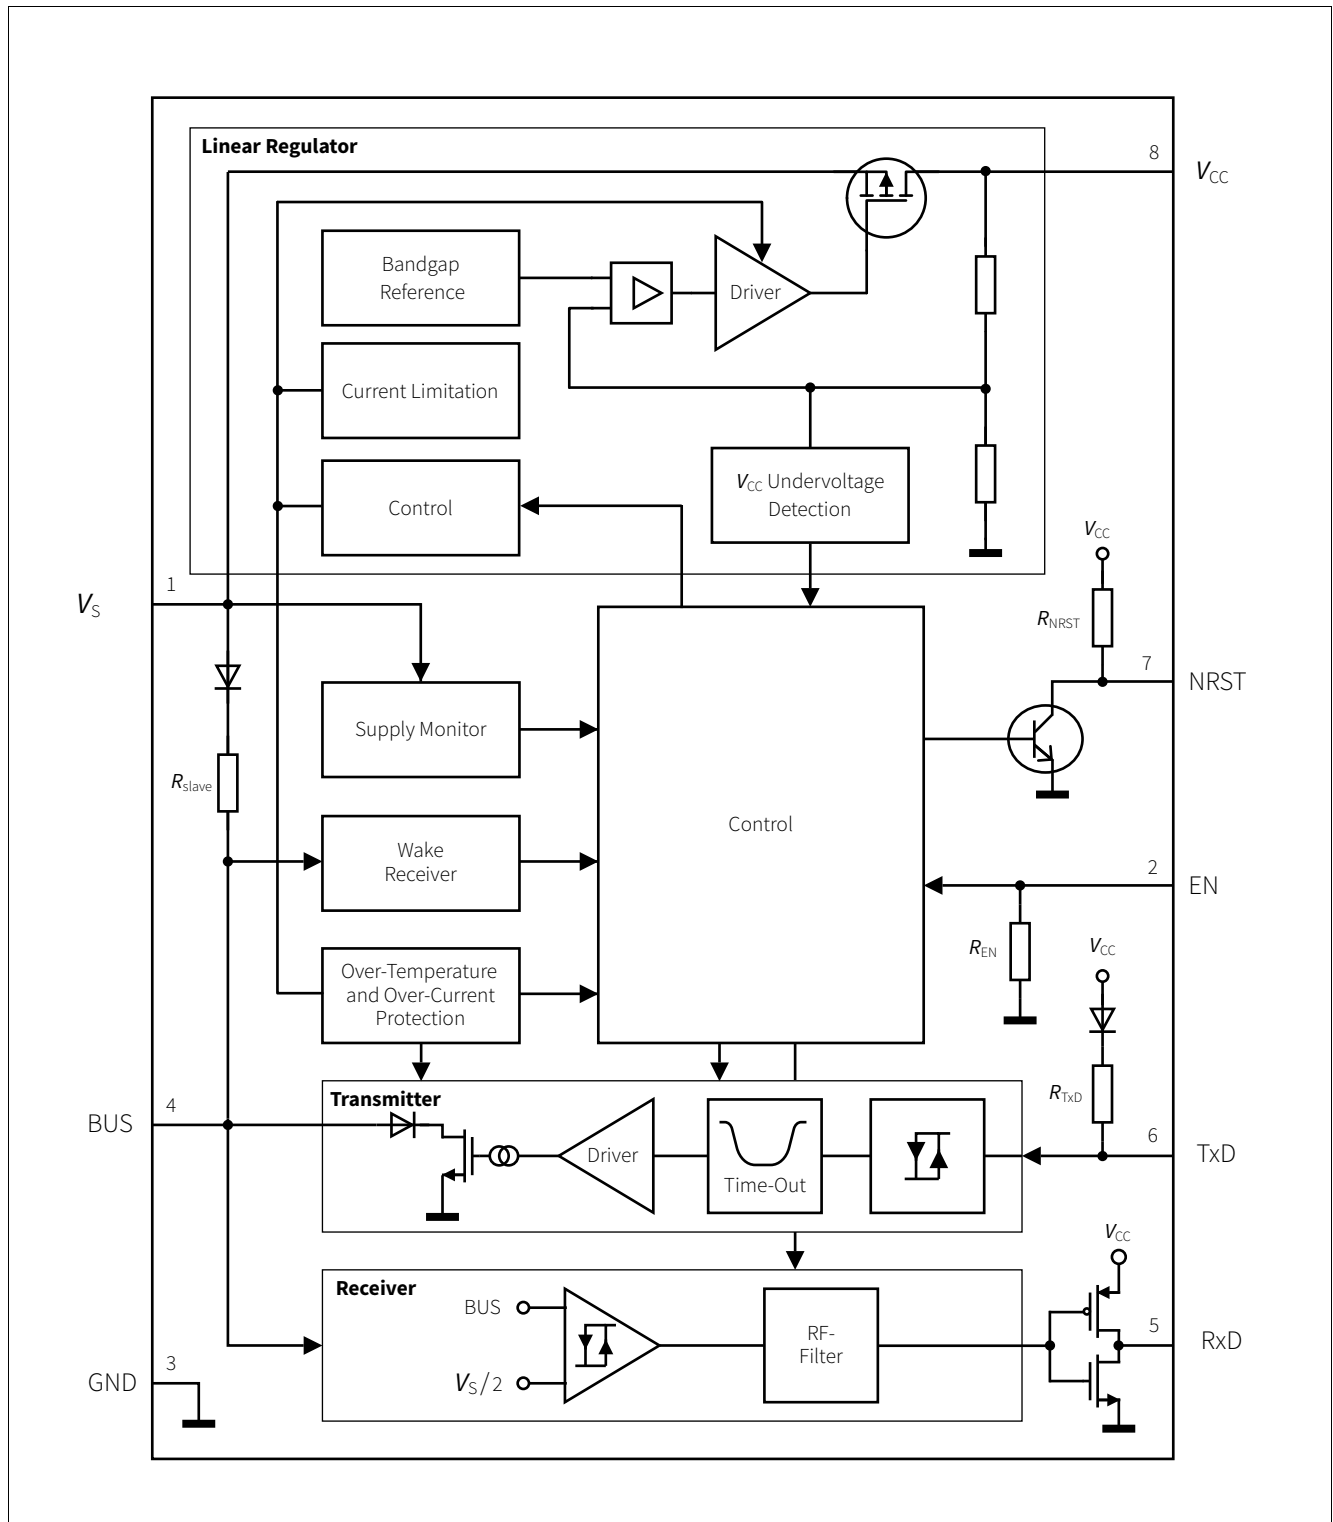 Linear Regulator
8
VCC
Bandgap
Reference
Driver
Current Limitation
VCC Undervoltage
Detection
Control
VCC
1
VS
RNRST
7
NRST
Supply Monitor
Rslave
Control
Wake
Receiver
2
EN
REN
VCC
Over-Temperature
and Over-Current
Protection
Transmitter
RTxD
4
BUS
6
TxD
Driver
Time-Out
VCC
Receiver
BUS
5
RxD
RF-
Filter
3
GND
VS/2